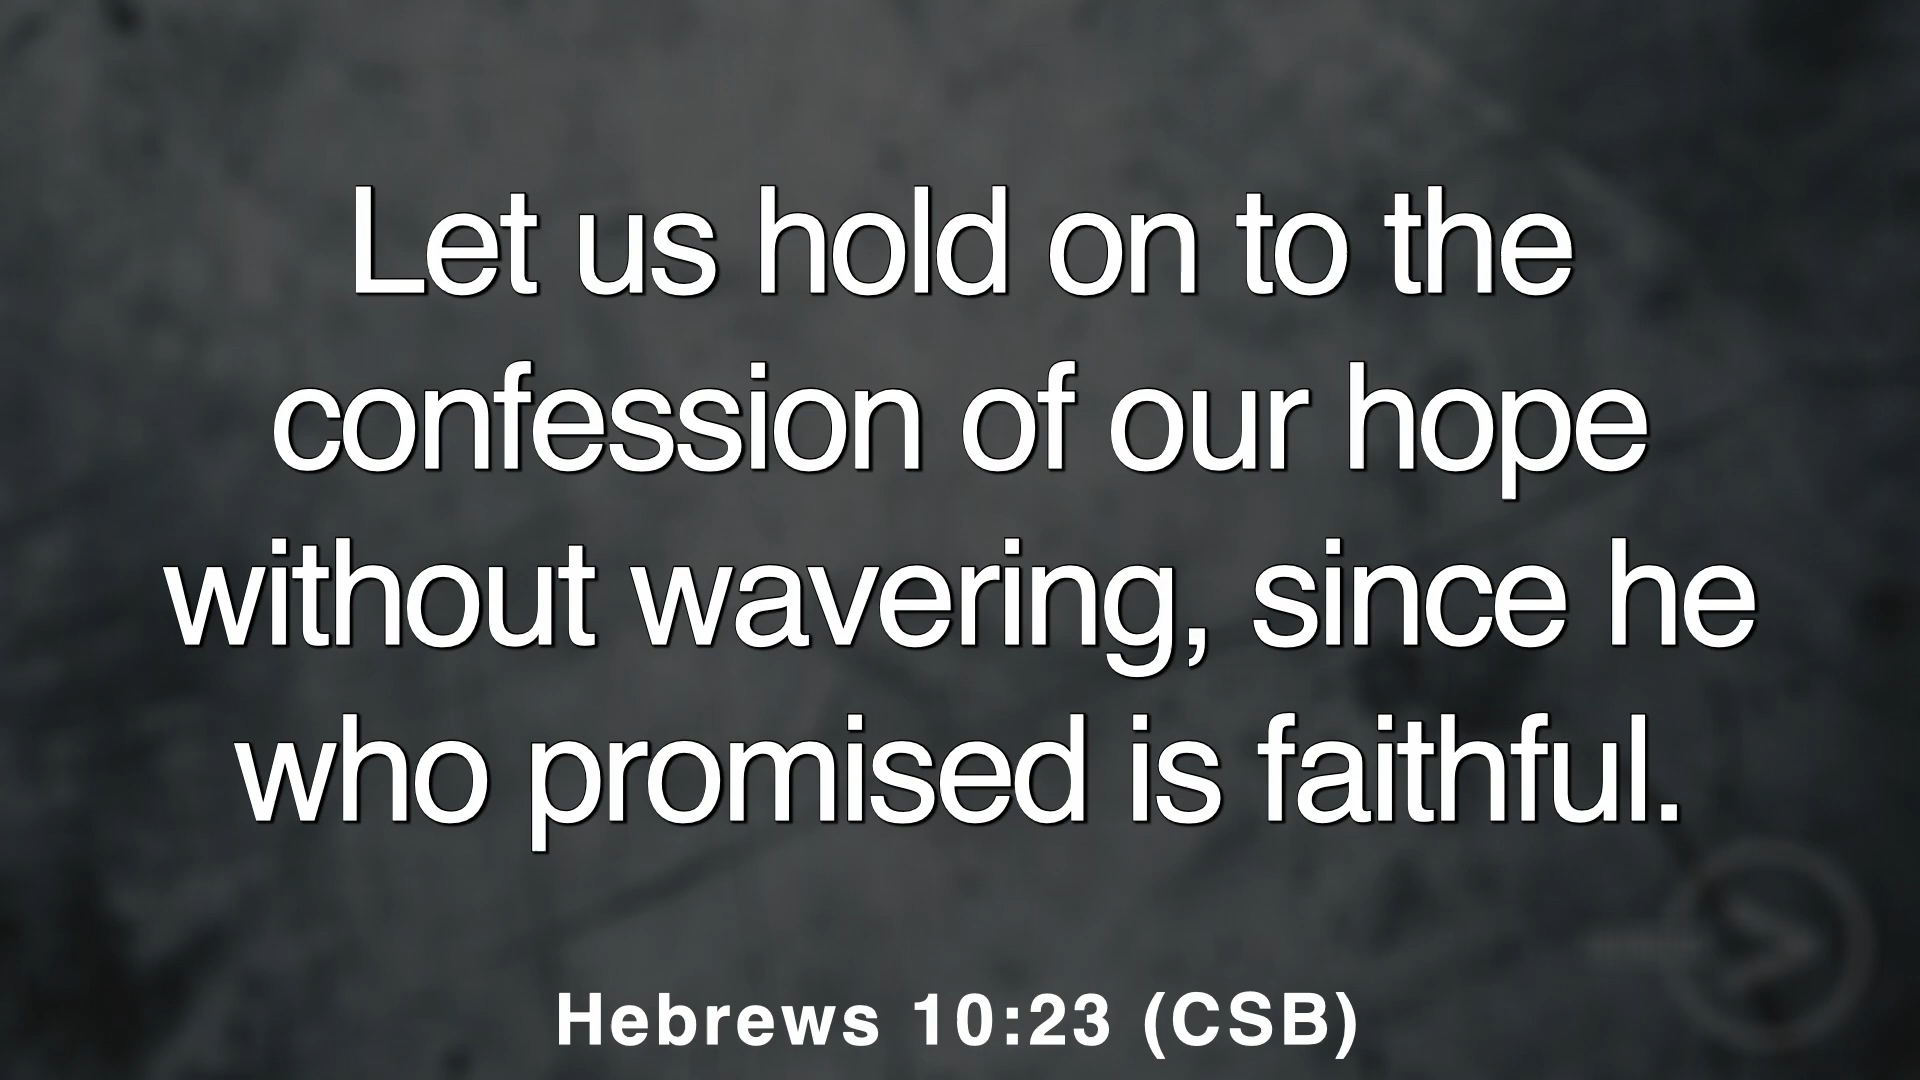 Let us hold on to the
confession of our hope
without wavering, since he
who promised is faithful.
Hebrews 10:23 (CSB)